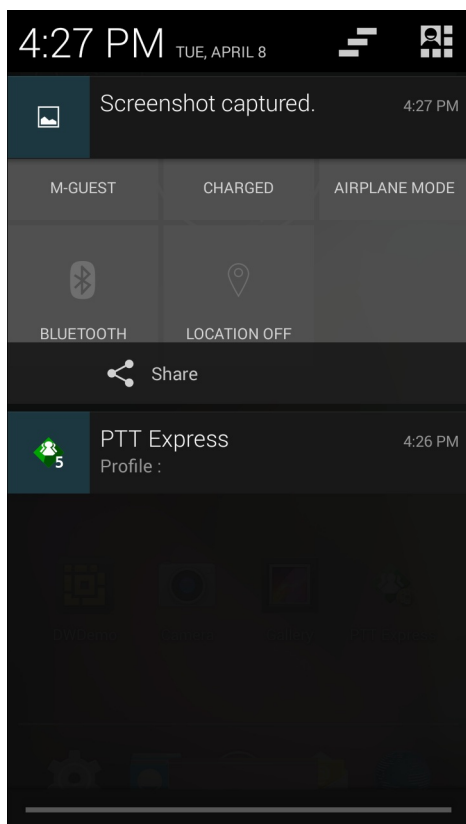 4:27 PM TUE, APRIL 8
Screenshot captured. 4:27 PM
M-GUEST CHARGED AIRPLANE MODE
BLUETOOTH LOCATION OFF
Share
PTT Express 4:26 PM
Profile :
5